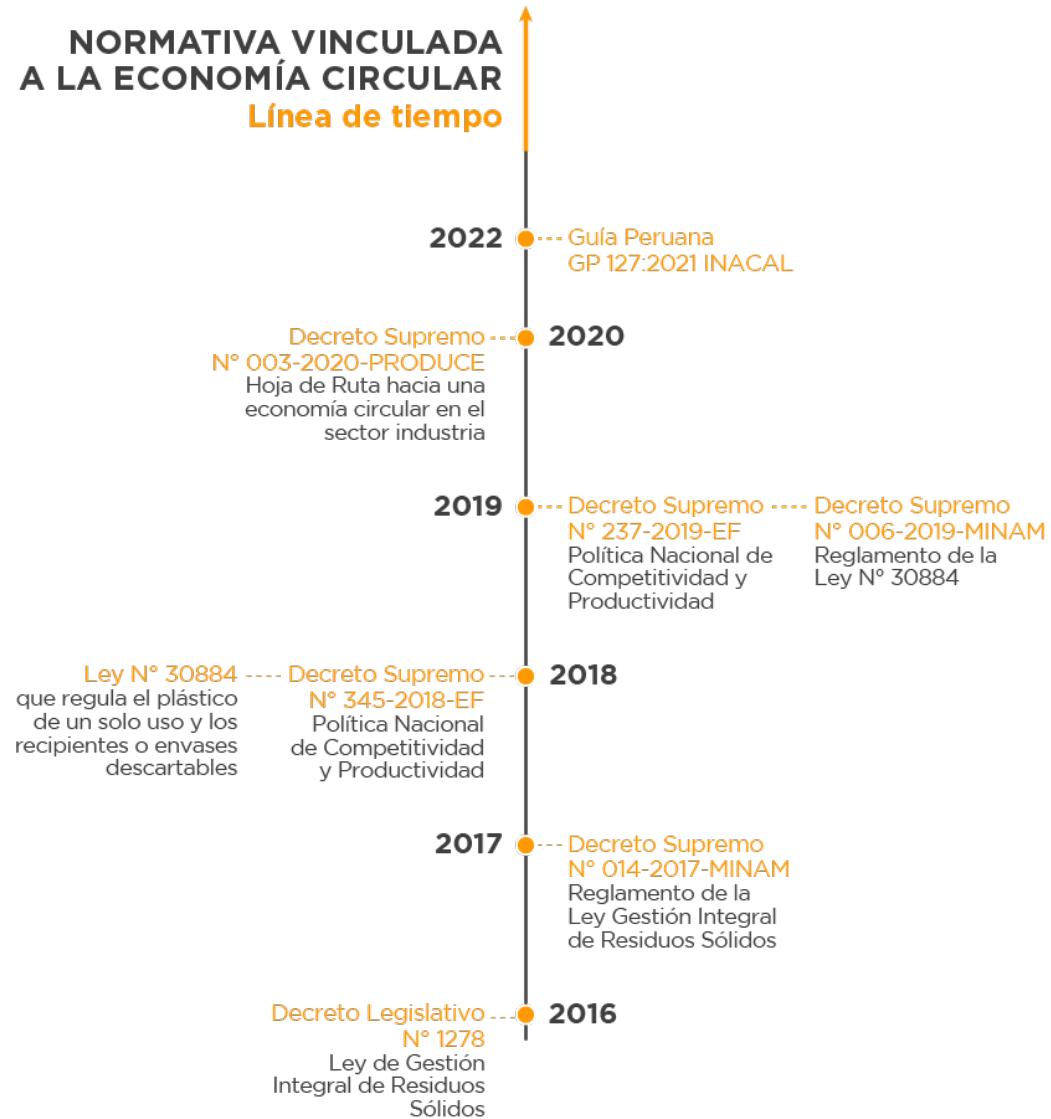 NORMATIVA VINCULADA
A LA ECONOMÍA CIRCULAR
Línea de tiempo
2022
Guía Peruana
GP 127:2021 INACAL
2020
Decreto Supremo
N° 003-2020-PRODUCE
Hoja de Ruta hacia una
economía circular en el
sector industria
2019
Decreto Supremo
N° 237-2019-EF
Política Nacional de
Competitividad y
Productividad
Decreto Supremo
N° 006-2019-MINAM
Reglamento de la
Ley N° 30884
2018
Decreto Supremo
N° 345-2018-EF
Política Nacional
de Competitividad
y Productividad
Ley N° 30884
que regula el plástico
de un solo uso y los
recipientes o envases
descartables
2017
Decreto Supremo
N° 014-2017-MINAM
Reglamento de la
Ley Gestión Integral
de Residuos Sólidos
2016
Decreto Legislativo
N° 1278
Ley de Gestión
Integral de Residuos
Sólidos